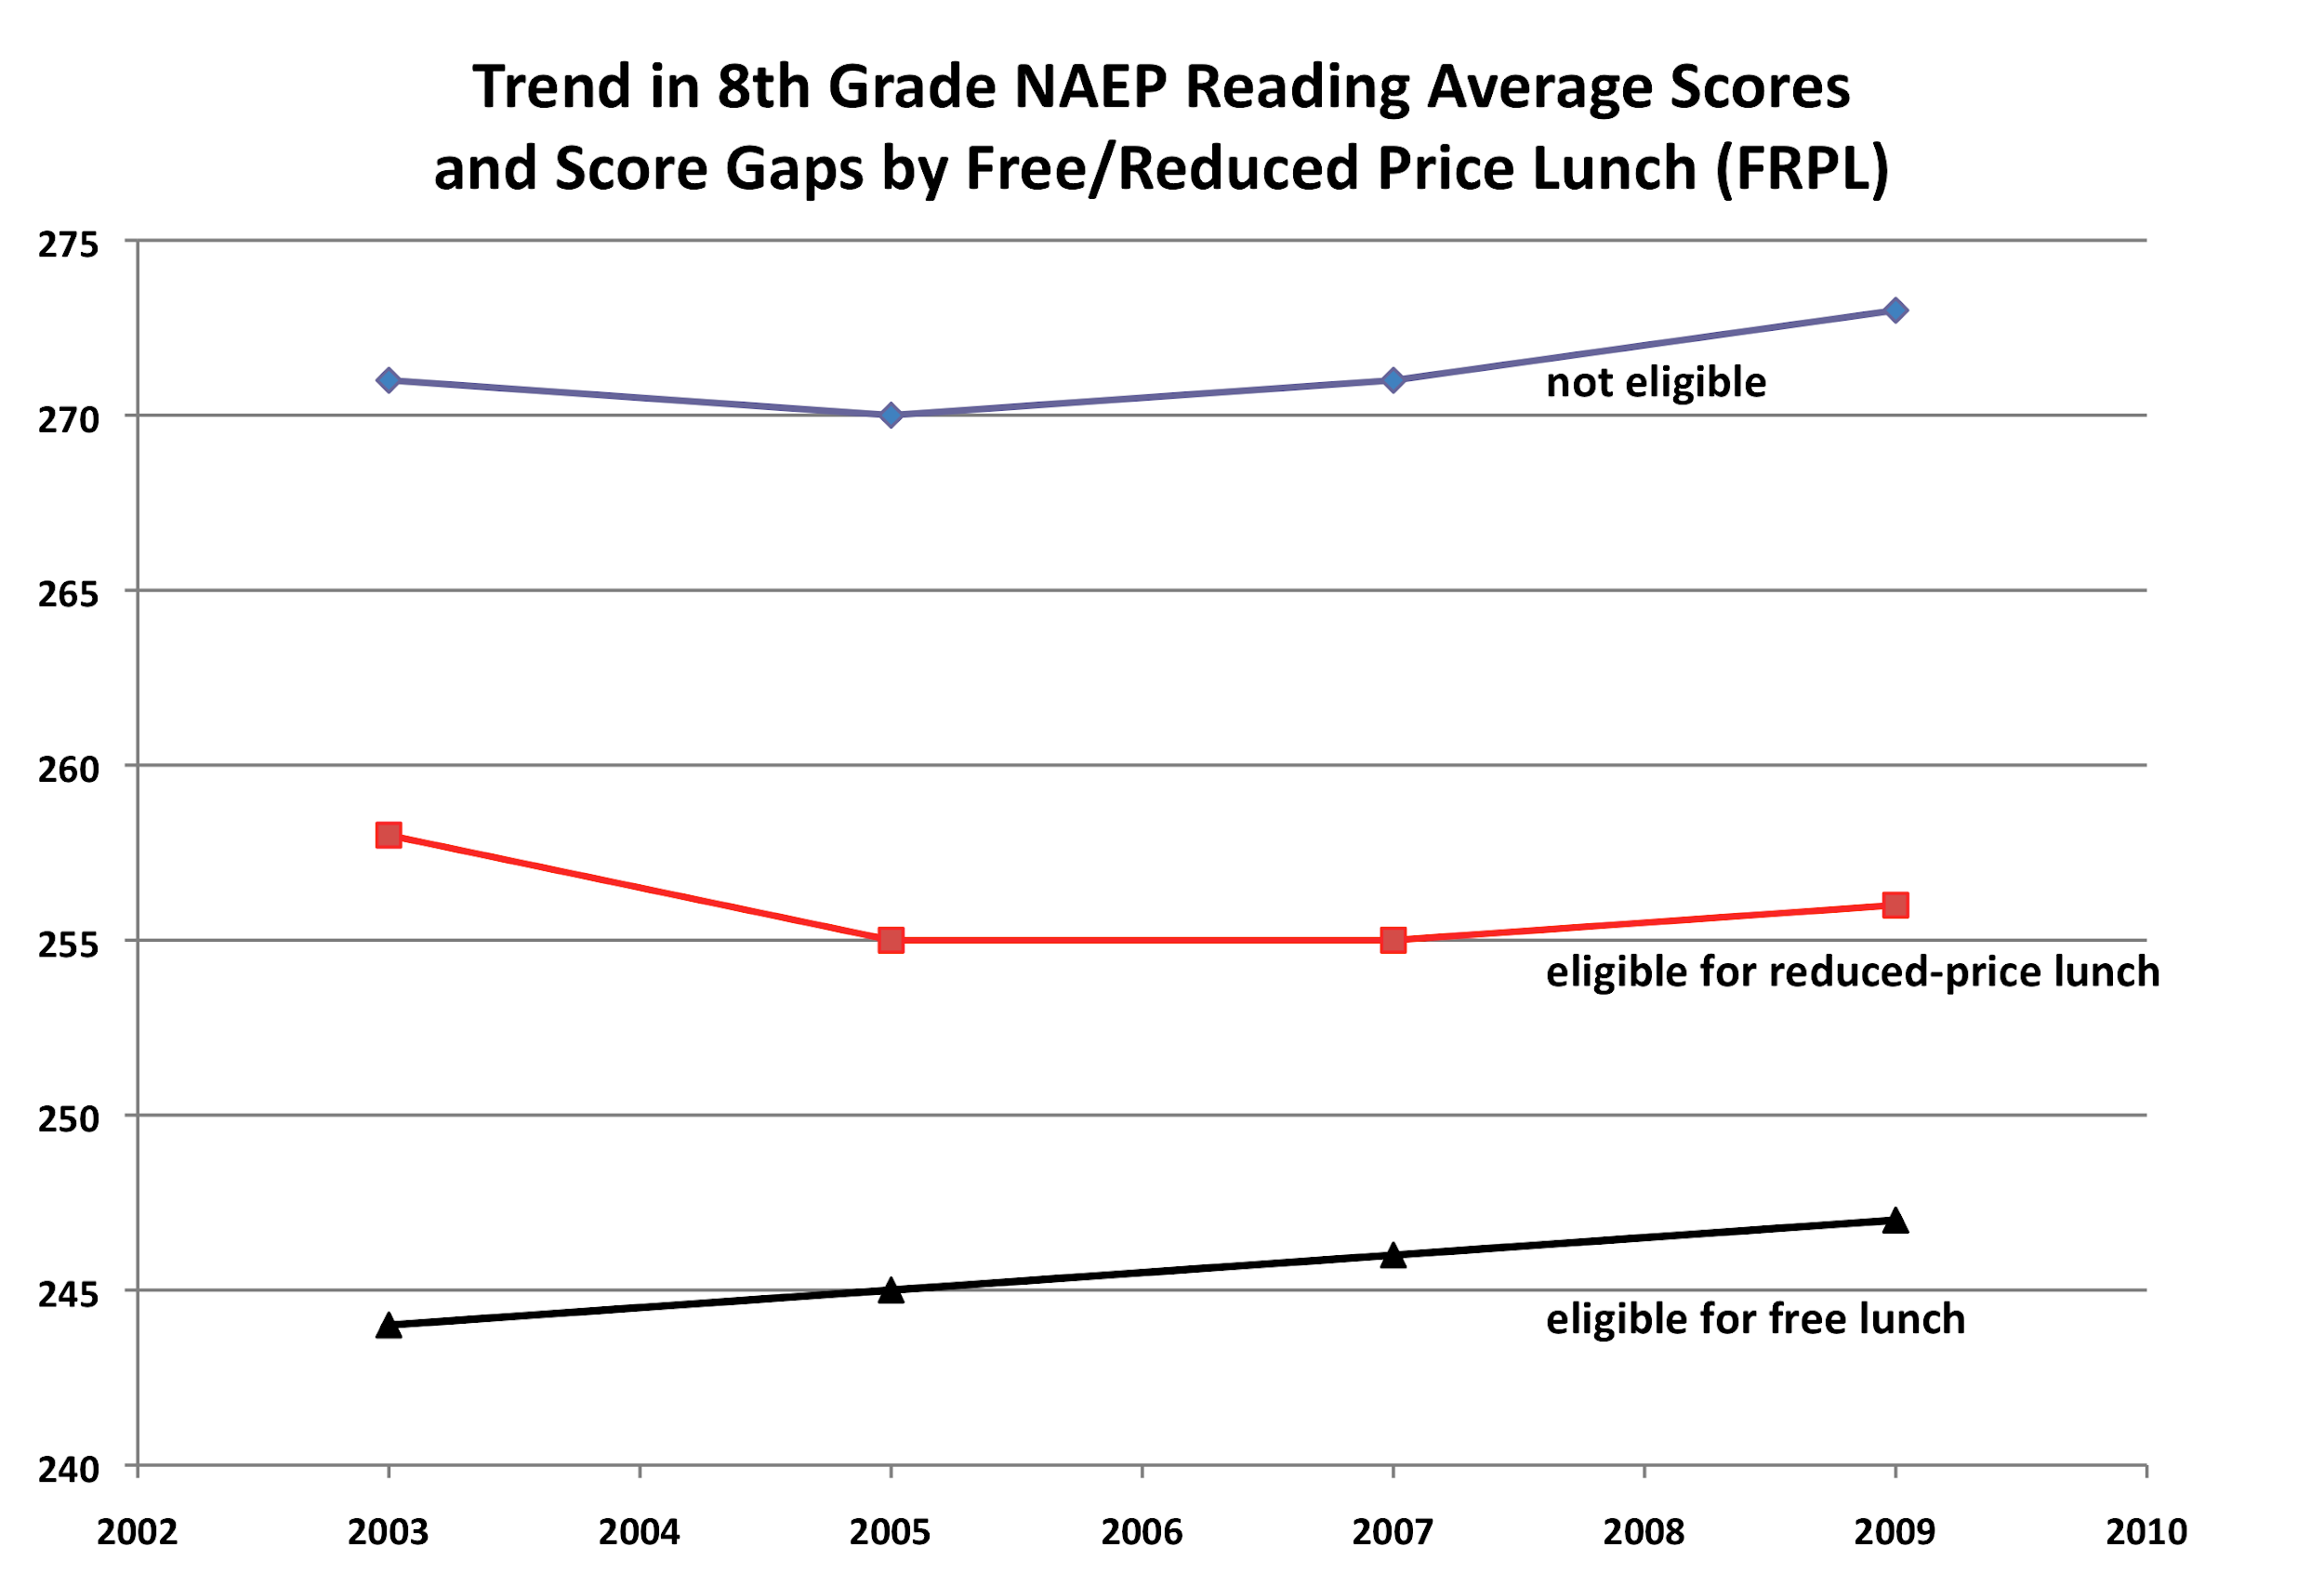 Trend in 8th Grade NAEP Reading Average Scores
and Score Gaps by Free/Reduced Price Lunch (FRPL)
275
270
265
260
255
250
245
240
not eligible
eligible for reduced-price lunch
eligible for free lunch
2002 2003 2004 2005 2006 2007 2008 2009 2010